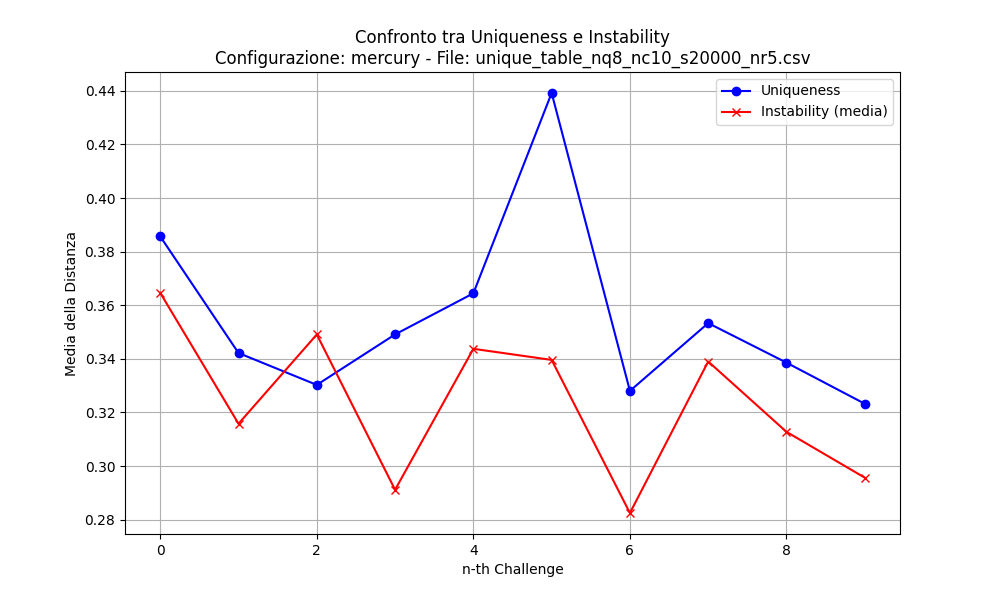 Confronto tra Uniqueness e Instability
Configurazione: mercury - File: unique_table_nq8_nc10_s20000_nr5.csv
Uniqueness
Instability (media)
Media della Distanza
0.44
0.42
0.40
0.38
0.36
0.34
0.32
0.30
0.28
0 2 4 6 8
n-th Challenge